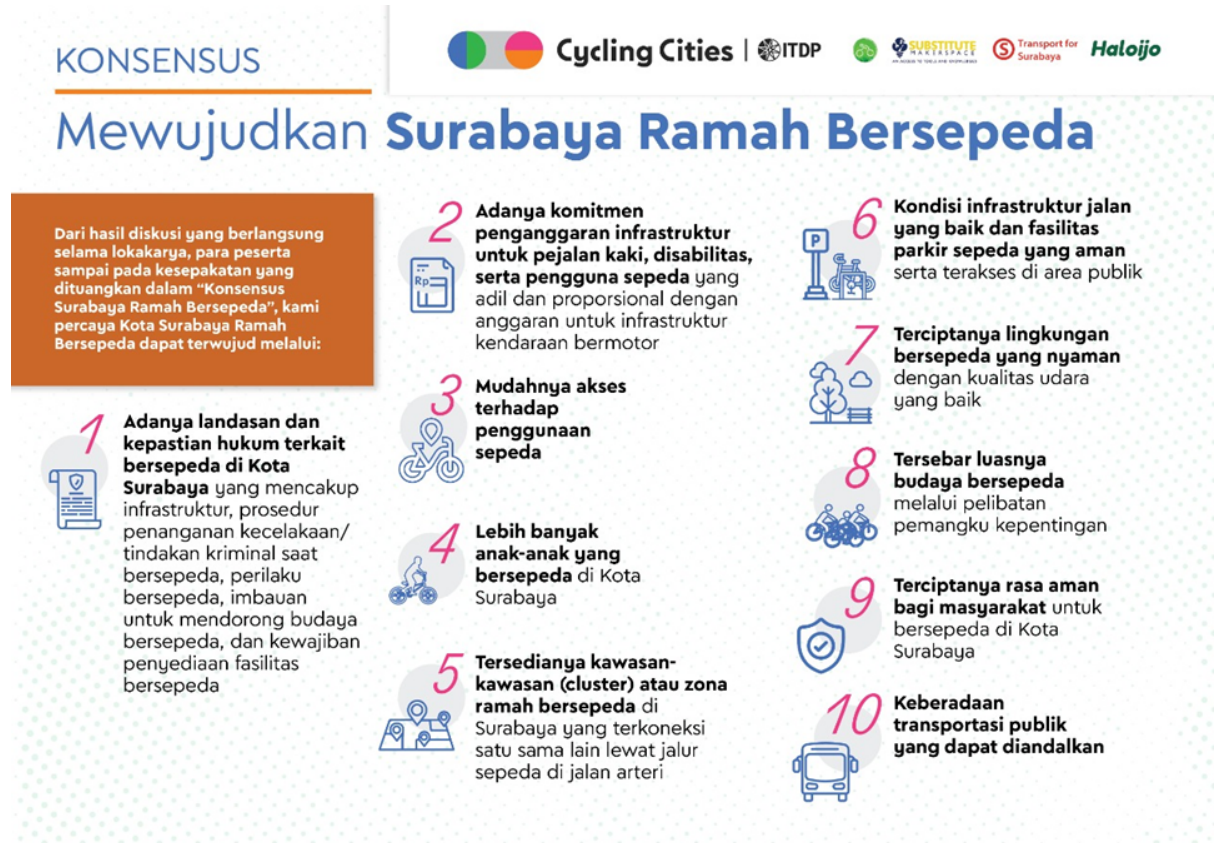 KONSENSUS
Cycling Cities | ITDP
SUBSTITUTE
MAKERSPACE
AN ACCESS TO TOOLS AND KNOWLEDGES
S Transport for
Surabaya
Haloijo
Mewujudkan Surabaya Ramah Bersepeda
Dari hasil diskusi yang berlangsung
selama lokakarya, para peserta
sampai pada kesepakatan yang
dituangkan dalam “Konsensus
Surabaya Ramah Bersepeda”, kami
percaya Kota Surabaya Ramah
Bersepeda dapat terwujud melalui:
1
Adanya landasan dan
kepastian hukum terkait
bersepeda di Kota
Surabaya yang mencakup
infrastruktur, prosedur
penanganan kecelakaan/
tindakan kriminal saat
bersepeda, perilaku
bersepeda, imbauan
untuk mendorong budaya
bersepeda, dan kewajiban
penyediaan fasilitas
bersepeda
2
Rp
Adanya komitmen
penganggaran infrastruktur
untuk pejalan kaki, disabilitas,
serta pengguna sepeda yang
adil dan proporsional dengan
anggaran untuk infrastruktur
kendaraan bermotor
3
Mudahnya akses
terhadap
penggunaan
sepeda
4
Lebih banyak
anak-anak yang
bersepeda di Kota
Surabaya
5
Tersedianya kawasan-
kawasan (cluster) atau zona
ramah bersepeda di
Surabaya yang terkoneksi
satu sama lain lewat jalur
sepeda di jalan arteri
6
P
Kondisi infrastruktur jalan
yang baik dan fasilitas
parkir sepeda yang aman
serta terakses di area publik
7
Terciptanya lingkungan
bersepeda yang nyaman
dengan kualitas udara
yang baik
8
Tersebar luasnya
budaya bersepeda
melalui pelibatan
pemangku kepentingan
9
Terciptanya rasa aman
bagi masyarakat untuk
bersepeda di Kota
Surabaya
10
Keberadaan
transportasi publik
yang dapat diandalkan